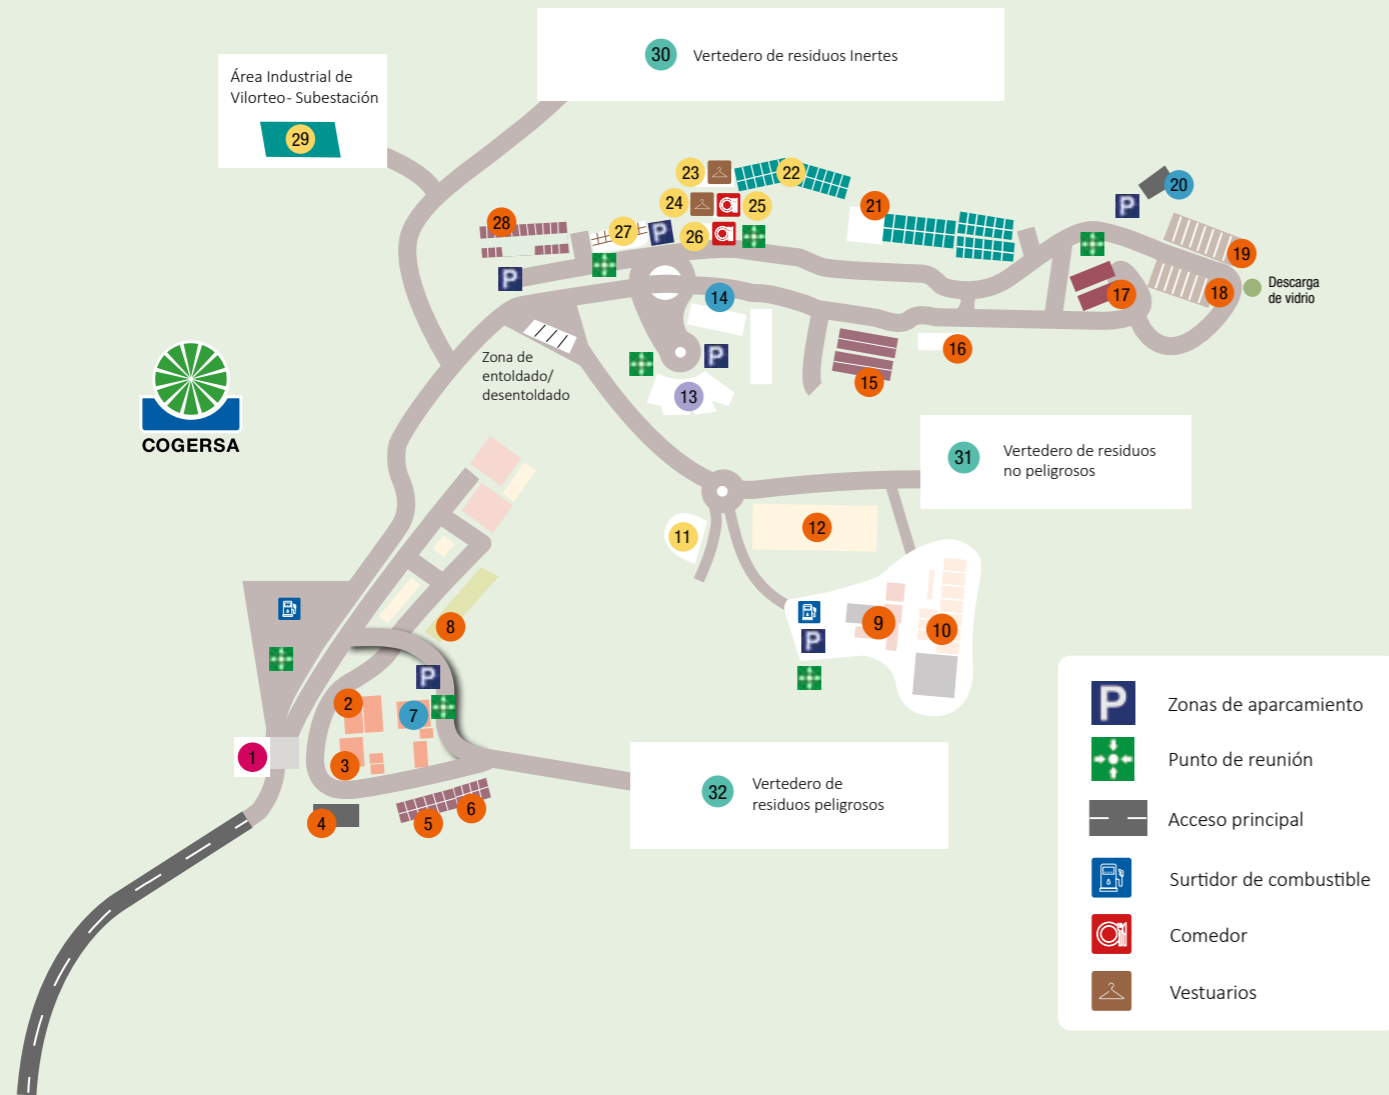 30 Vertedero de residuos Inertes
Área Industrial de
Vilorteo- Subestación
29
23
22
24
25
28
27
P
26
21
P
20
19
18
Descarga
de vidrio
17
P
14
Zona de
entoldado/
desentoldado
P
13
15
16
COGERSA
31 Vertedero de residuos
no peligrosos
11
12
9
10
P
8
P
2
7
1
3
4
5
6
32 Vertedero de
residuos peligrosos
P Zonas de aparcamiento
Punto de reunión
Acceso principal
Surtidor de combustible
Comedor
Vestuarios